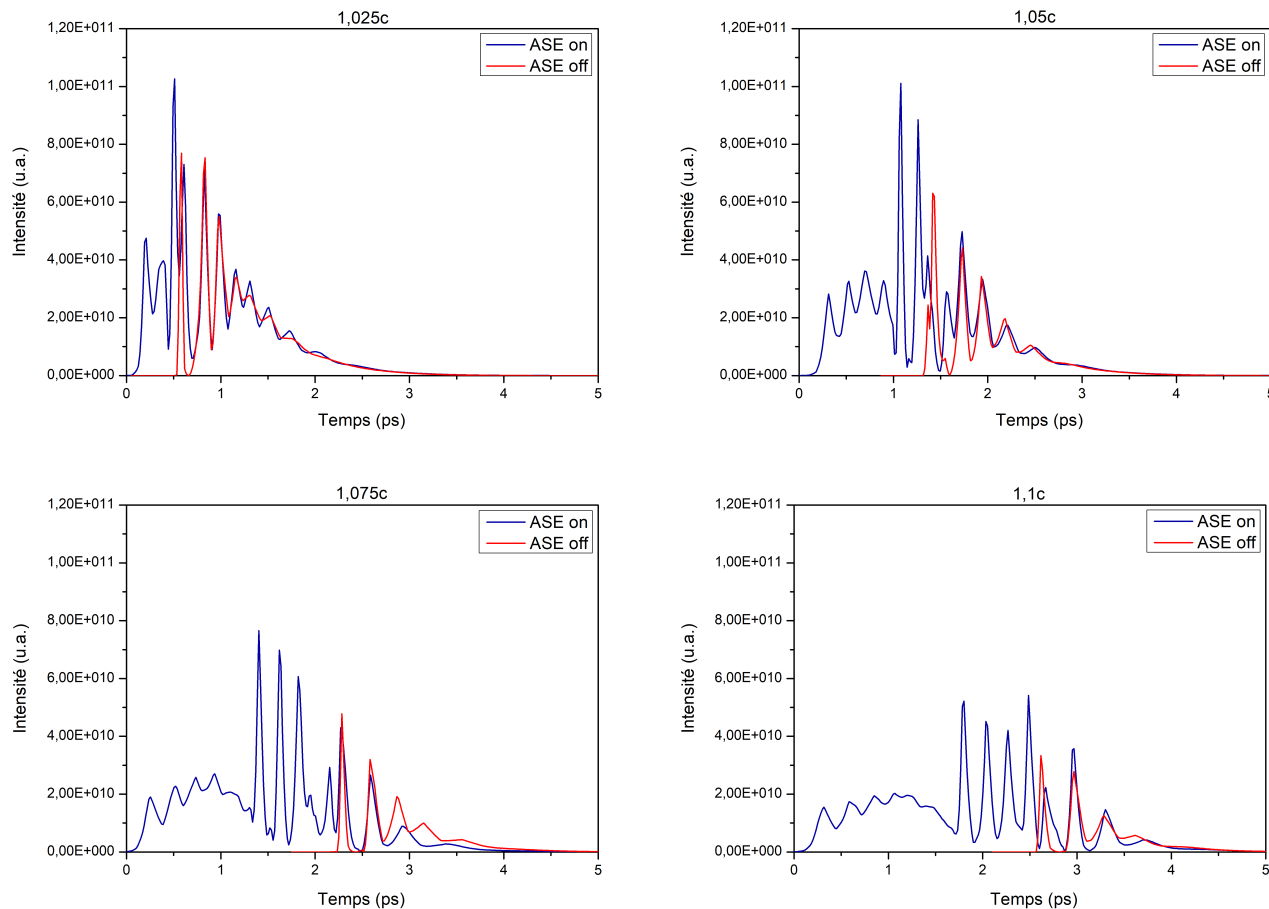 1,025c
1,20E+011
1,00E+011
8,00E+010
6,00E+010
4,00E+010
2,00E+010
0,00E+000
Intensité (u.a.)
ASE on
ASE off
0 1 2 3 4 5
Temps (ps)
1,05c
1,20E+011
1,00E+011
8,00E+010
6,00E+010
4,00E+010
2,00E+010
0,00E+000
Intensité (u.a.)
ASE on
ASE off
0 1 2 3 4 5
Temps (ps)
1,075c
1,20E+011
1,00E+011
8,00E+010
6,00E+010
4,00E+010
2,00E+010
0,00E+000
Intensité (u.a.)
ASE on
ASE off
0 1 2 3 4 5
Temps (ps)
1,1c
1,20E+011
1,00E+011
8,00E+010
6,00E+010
4,00E+010
2,00E+010
0,00E+000
Intensité (u.a.)
ASE on
ASE off
0 1 2 3 4 5
Temps (ps)